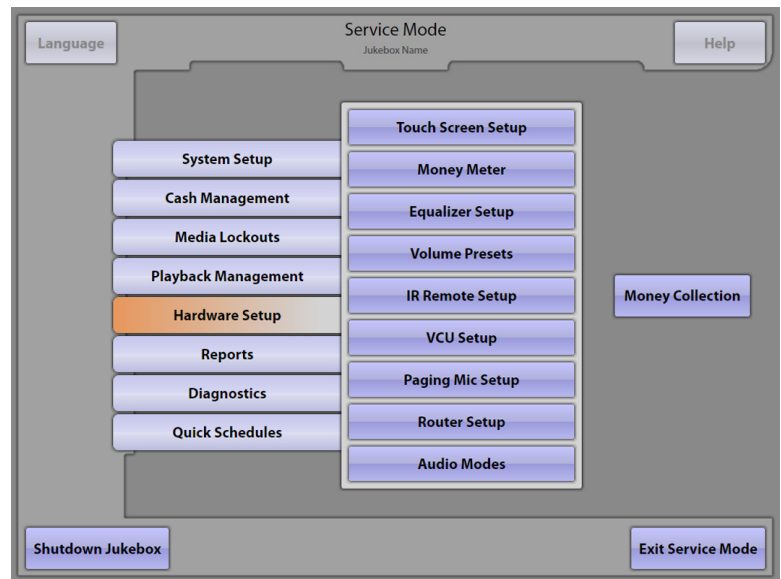 Language
Service Mode
Jukebox Name
Help
System Setup
Cash Management
Media Lockouts
Playback Management
Hardware Setup
Reports
Diagnostics
Quick Schedules
Touch Screen Setup
Money Meter
Equalizer Setup
Volume Presets
IR Remote Setup
VCU Setup
Paging Mic Setup
Router Setup
Audio Modes
Money Collection
Shutdown Jukebox
Exit Service Mode